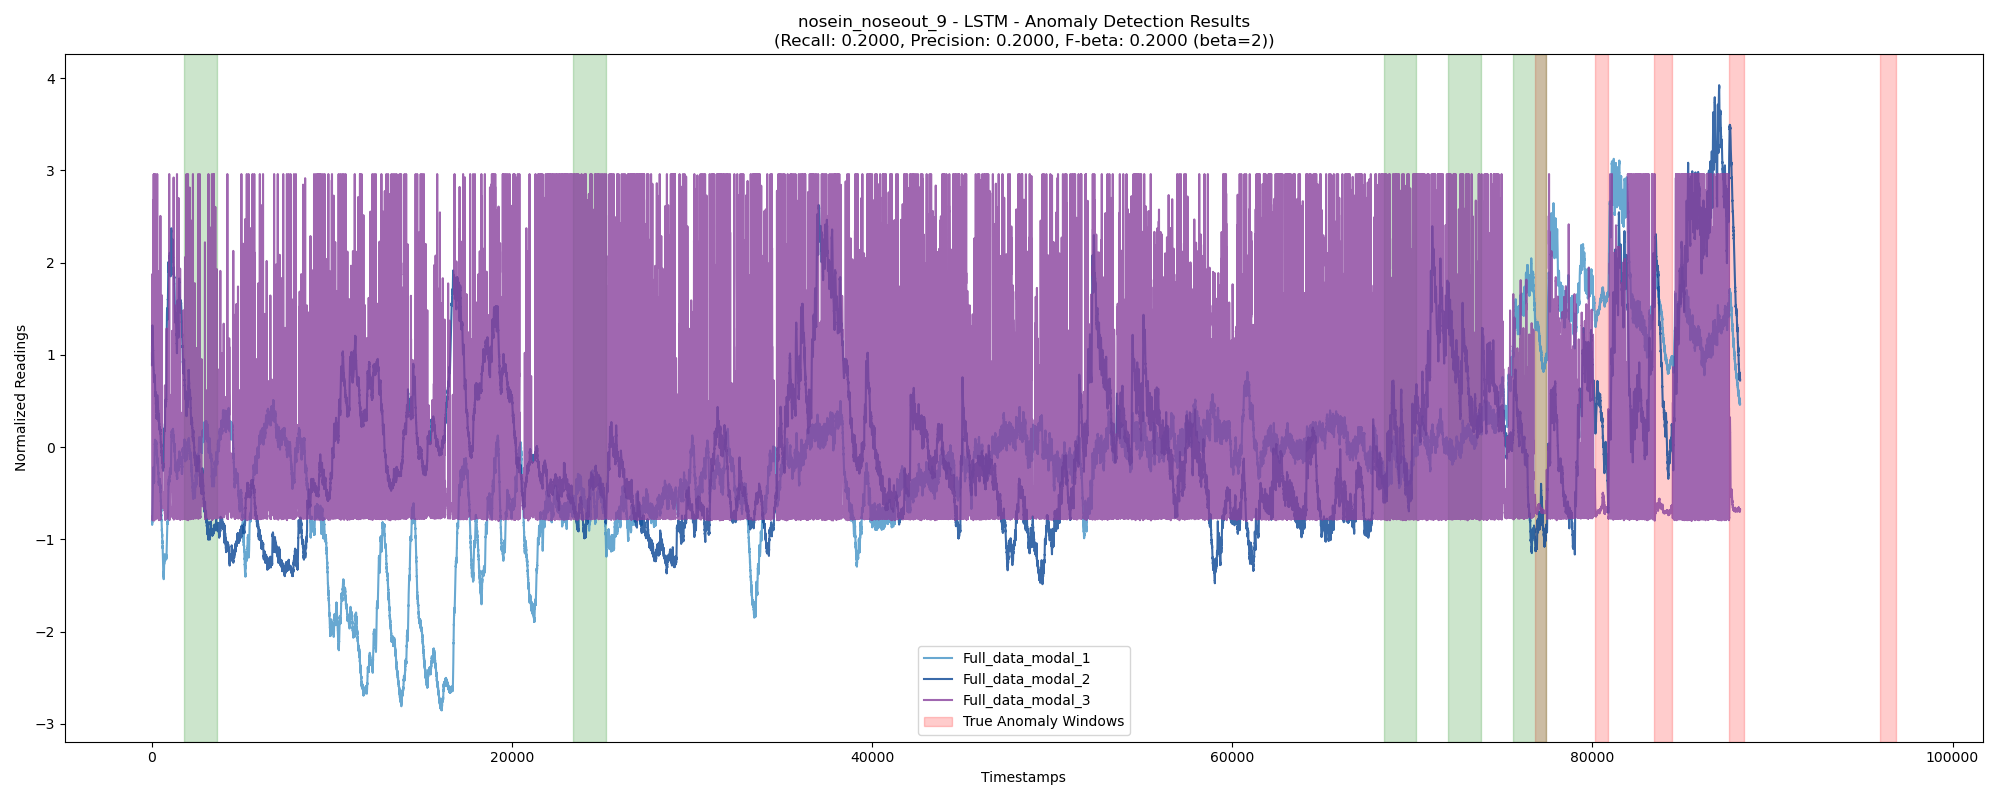 nosein_noseout_9 - LSTM - Anomaly Detection Results
(Recall: 0.2000, Precision: 0.2000, F-beta: 0.2000 (beta=2))
Normalized Readings
4
3
2
1
0
−1
−2
−3
0
20000
40000
60000
80000
100000
Timestamps
Full_data_modal_1
Full_data_modal_2
Full_data_modal_3
True Anomaly Windows